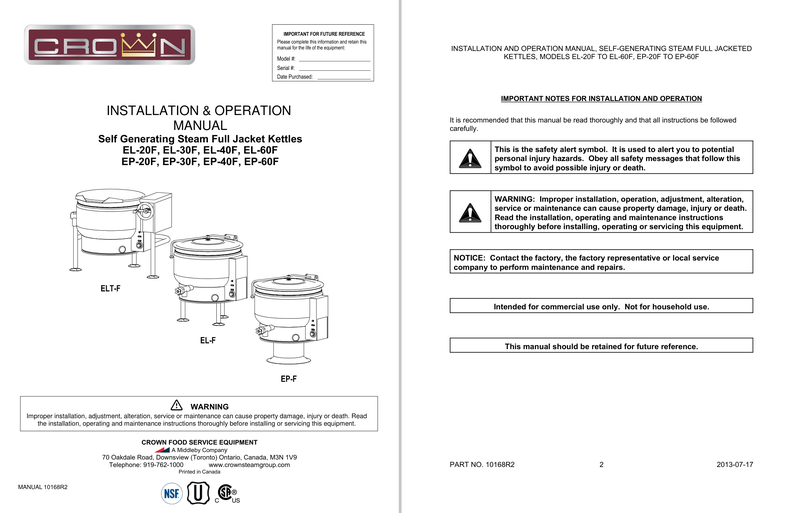 CROWN
IMPORTANT FOR FUTURE REFERENCE
Please complete this information and retain this
manual for the life of the equipment:
Model #:
Serial #:
Date Purchased:
INSTALLATION & OPERATION
MANUAL
Self Generating Steam Full Jacket Kettles
EL-20F, EL-30F, EL-40F, EL-60F
EP-20F, EP-30F, EP-40F, EP-60F
ELT-F
EL-F
EP-F
WARNING
Improper installation, adjustment, alteration, service or maintenance can cause property damage, injury or death. Read
the installation, operating and maintenance instructions thoroughly before installing or servicing this equipment.
CROWN FOOD SERVICE EQUIPMENT
A Middleby Company
70 Oakdale Road, Downsview (Toronto) Ontario, Canada, M3N 1V9
Telephone: 919-762-1000 www.crownsteamgroup.com
Printed in Canada
MANUAL 10168R2
NSF
U
C US
INSTALLATION AND OPERATION MANUAL, SELF-GENERATING STEAM FULL JACKETED
KETTLES, MODELS EL-20F TO EL-60F, EP-20F TO EP-60F
IMPORTANT NOTES FOR INSTALLATION AND OPERATION
It is recommended that this manual be read thoroughly and that all instructions be followed
carefully.
This is the safety alert symbol. It is used to alert you to potential
personal injury hazards. Obey all safety messages that follow this
symbol to avoid possible injury or death.
WARNING: Improper installation, operation, adjustment, alteration,
service or maintenance can cause property damage, injury or death.
Read the installation, operating and maintenance instructions
thoroughly before installing, operating or servicing this equipment.
NOTICE: Contact the factory, the factory representative or local service
company to perform maintenance and repairs.
Intended for commercial use only. Not for household use.
This manual should be retained for future reference.
PART NO. 10168R2 2 2013-07-17